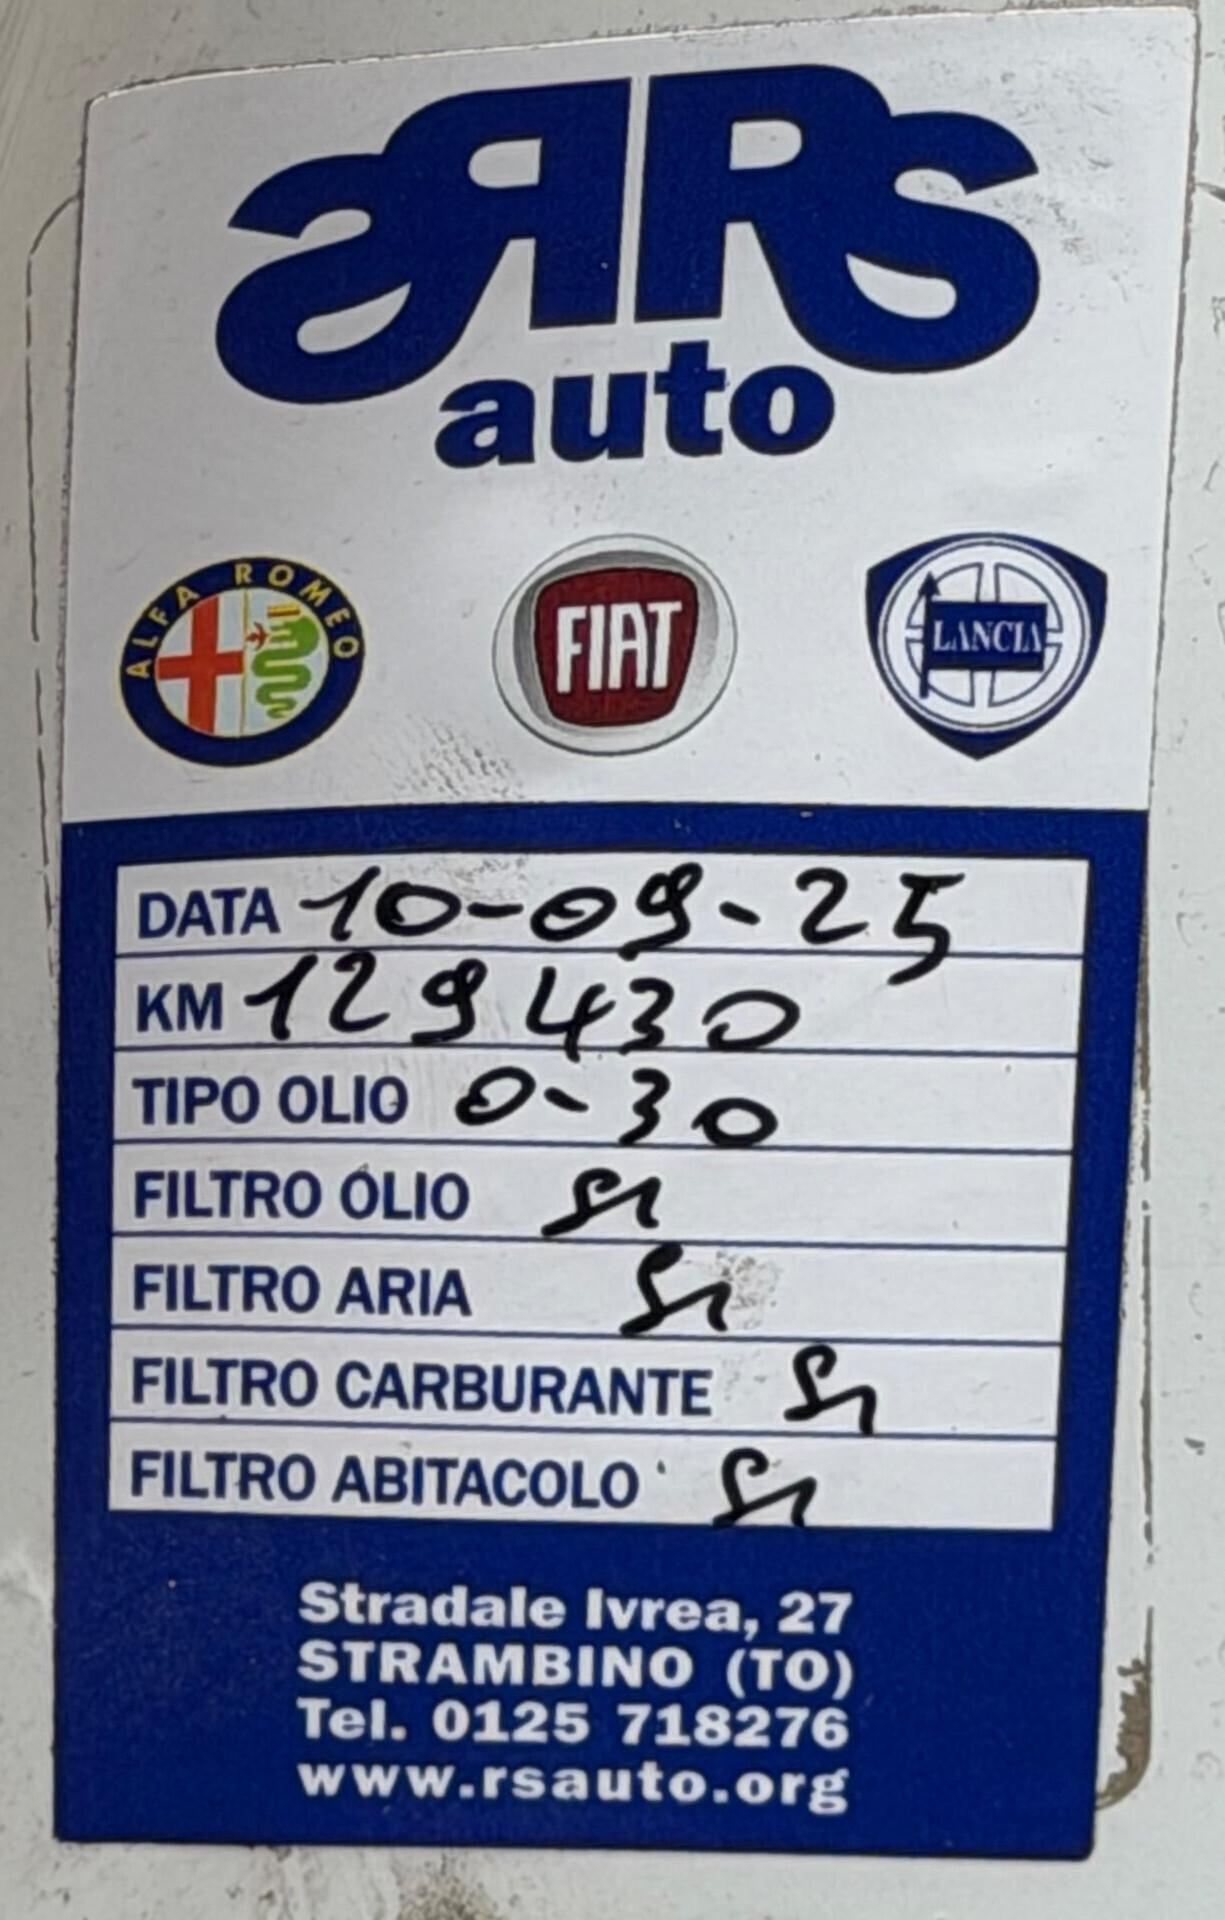 RS
auto
ALFA ROMEO
FIAT
LANCIA
DATA 10-09-25
KM 129430
TIPO OLIO 0-30
FILTRO OLIO SI
FILTRO ARIA SI
FILTRO CARBURANTE SI
FILTRO ABITACOLO SI
Stradale Ivrea, 27
STRAMBINO (TO)
Tel. 0125 718276
www.rsauto.org